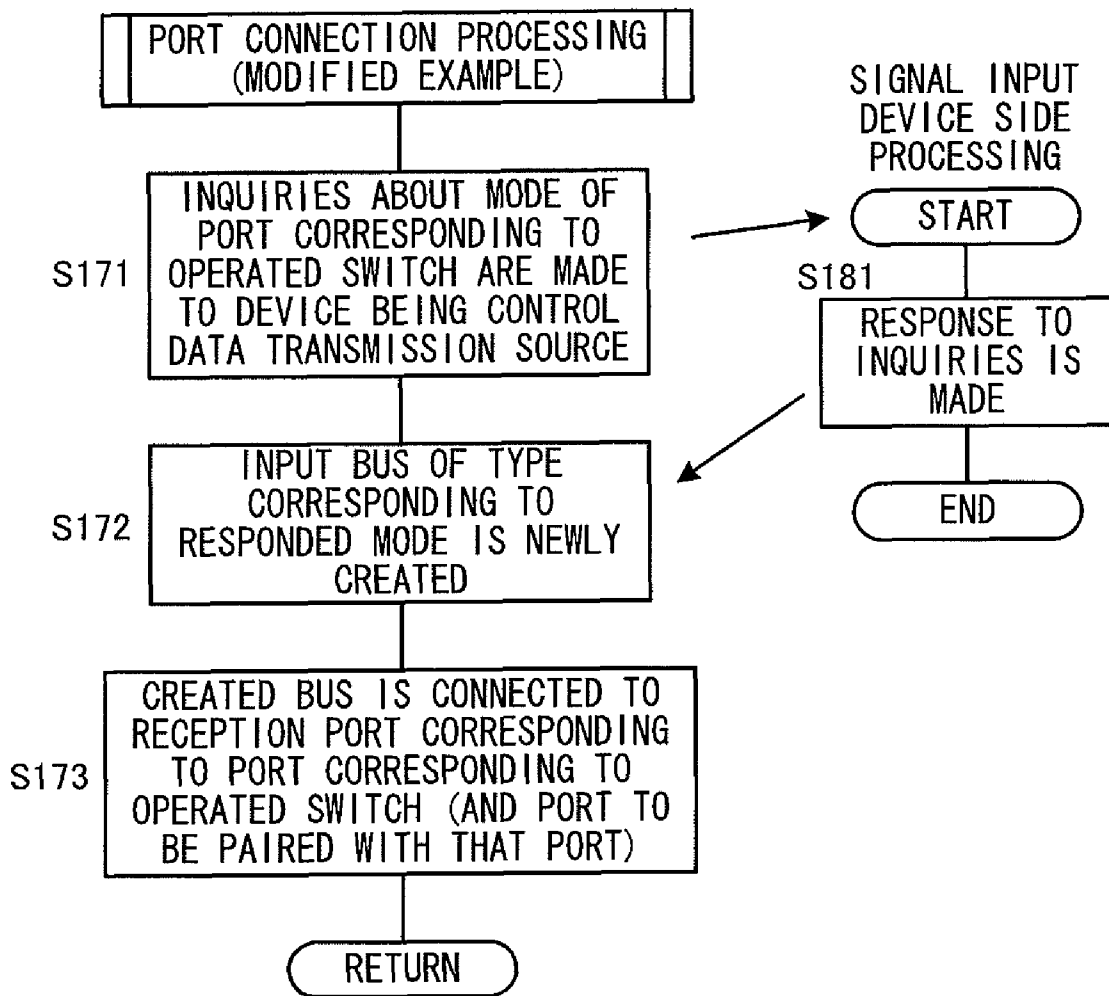 PORT CONNECTION PROCESSING
(MODIFIED EXAMPLE)
SIGNAL INPUT
DEVICE SIDE
PROCESSING
S171
INQUIRIES ABOUT MODE OF
PORT CORRESPONDING TO
OPERATED SWITCH ARE MADE
TO DEVICE BEING CONTROL
DATA TRANSMISSION SOURCE
START
S181
RESPONSE TO
INQUIRIES IS
MADE
END
S172
INPUT BUS OF TYPE
CORRESPONDING TO
RESPONDED MODE IS NEWLY
CREATED
S173
CREATED BUS IS CONNECTED TO
RECEPTION PORT CORRESPONDING
TO PORT CORRESPONDING TO
OPERATED SWITCH (AND PORT TO
BE PAIRED WITH THAT PORT)
RETURN